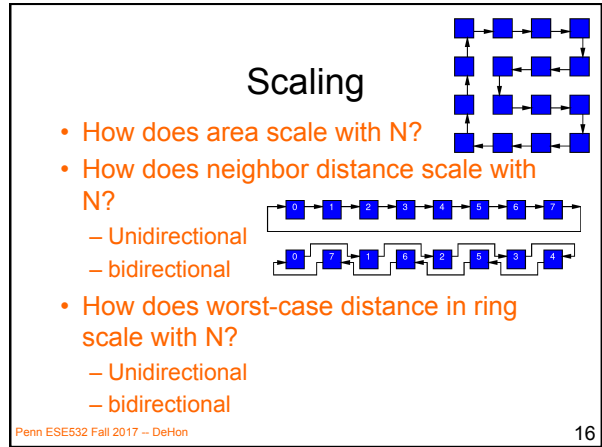 Scaling
• How does area scale with N?
• How does neighbor distance scale with
N?
– Unidirectional
– bidirectional
0 1 2 3 4 5 6 7
0 7 1 6 2 5 3 4
• How does worst-case distance in ring
scale with N?
– Unidirectional
– bidirectional
Penn ESE532 Fall 2017 -- DeHon
16